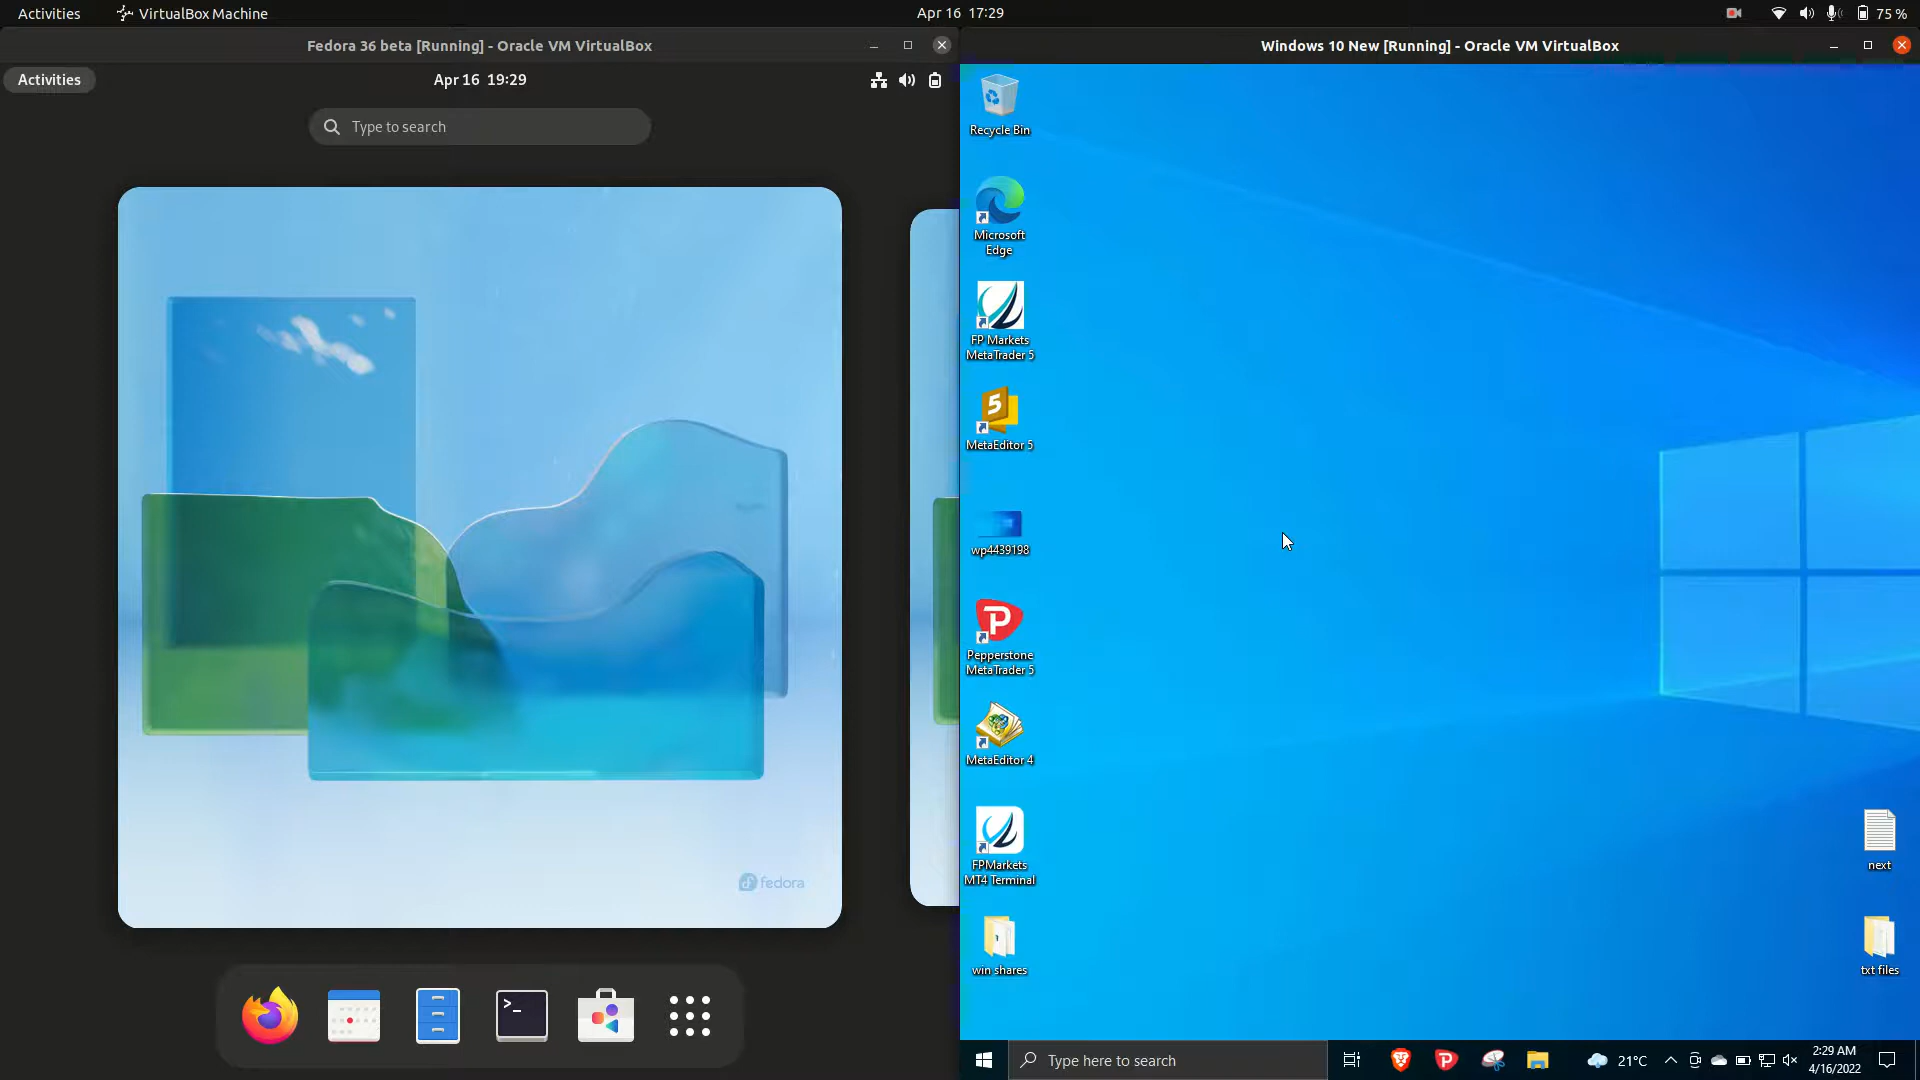 Activities
VirtualBox Machine
Apr 16 17:29
75 %
Fedora 36 beta [Running] - Oracle VM VirtualBox
Activities
Apr 16 19:29
Type to search
fedora
>_
Windows 10 New [Running] - Oracle VM VirtualBox
Recycle Bin
Microsoft
Edge
FP Markets
MetaTrader 5
5
MetaEditor 5
wp4439198
P
Pepperstone
MetaTrader 5
MetaEditor 4
FPMarkets
MT4 Terminal
win shares
next
txt files
Type here to search
P
21°C
2:29 AM
4/16/2022